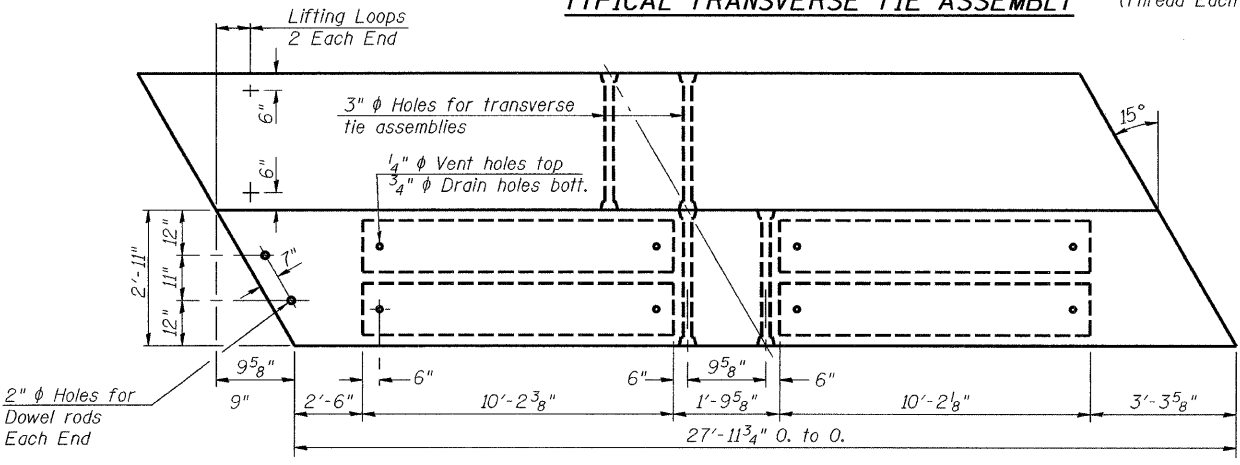 TYPICAL TRANSVERSE TIE ASSEMBLY
(Thread Each
Lifting Loops
2 Each End
6"
6"
3" ϕ Holes for transverse
tie assemblies
1/4" ϕ Vent holes top
3/4" ϕ Drain holes bott.
15°
2'-11"
12"
11"
12"
7"
9 5/8"
6"
6"
9 5/8"
6"
2" ϕ Holes for
Dowel rods
Each End
9"
2'-6"
10'-2 3/8"
1'-9 5/8"
10'-2 1/8"
3'-3 5/8"
27'-11 3/4" O. to O.